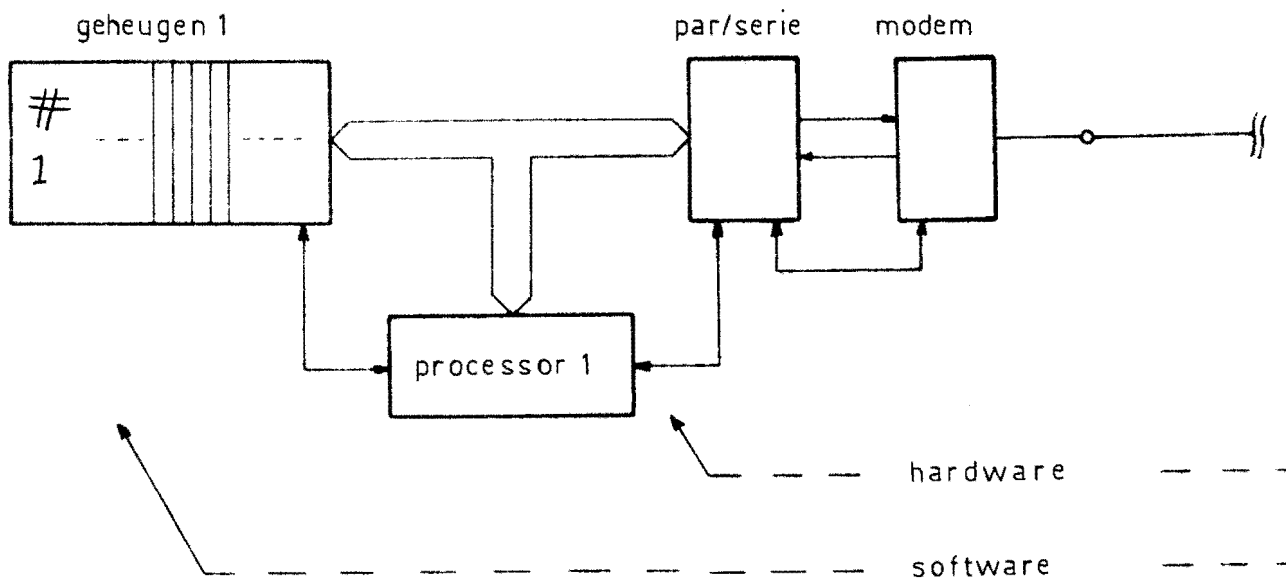 geheugen 1
par/serie
modem
#
1
processor 1
hardware
software